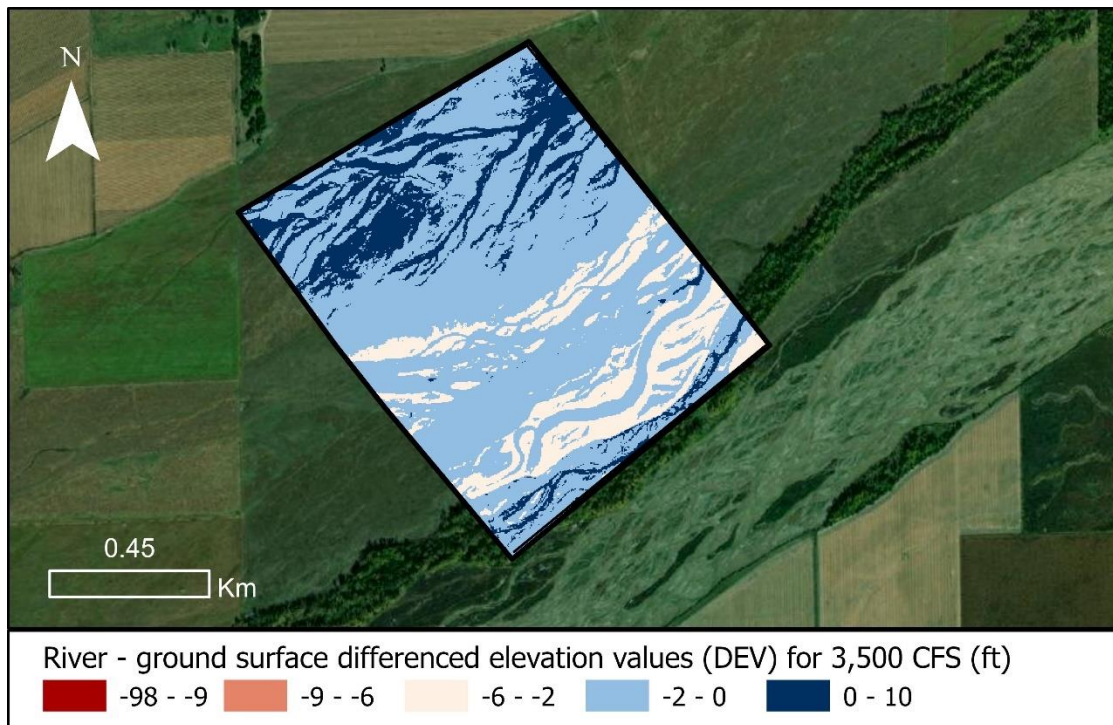 N
0.45
Km
River - ground surface differenced elevation values (DEV) for 3,500 CFS (ft)
-98 - -9 -9 - -6 -6 - -2 -2 - 0 0 - 10